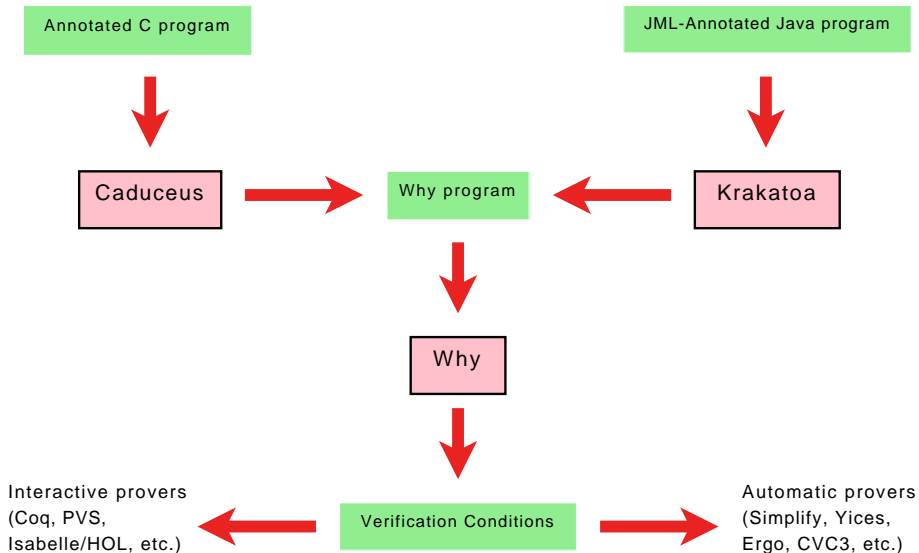 Annotated C program
JML-Annotated Java program
Caduceus
Why program
Krakatoa
Why
Interactive provers
(Coq, PVS,
Isabelle/HOL, etc.)
Verification Conditions
Automatic provers
(Simplify, Yices,
Ergo, CVC3, etc.)